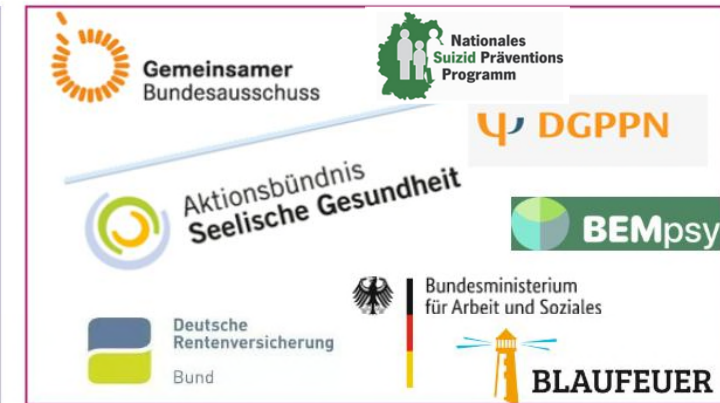 Gemeinsamer
Bundesausschuss
Nationales
Suizid Präventions
Programm
DGPPN
Aktionsbündnis
Seelische Gesundheit
BEMpsy
Bundesministerium
für Arbeit und Soziales
Deutsche
Rentenversicherung
Bund
BLAUFEUER